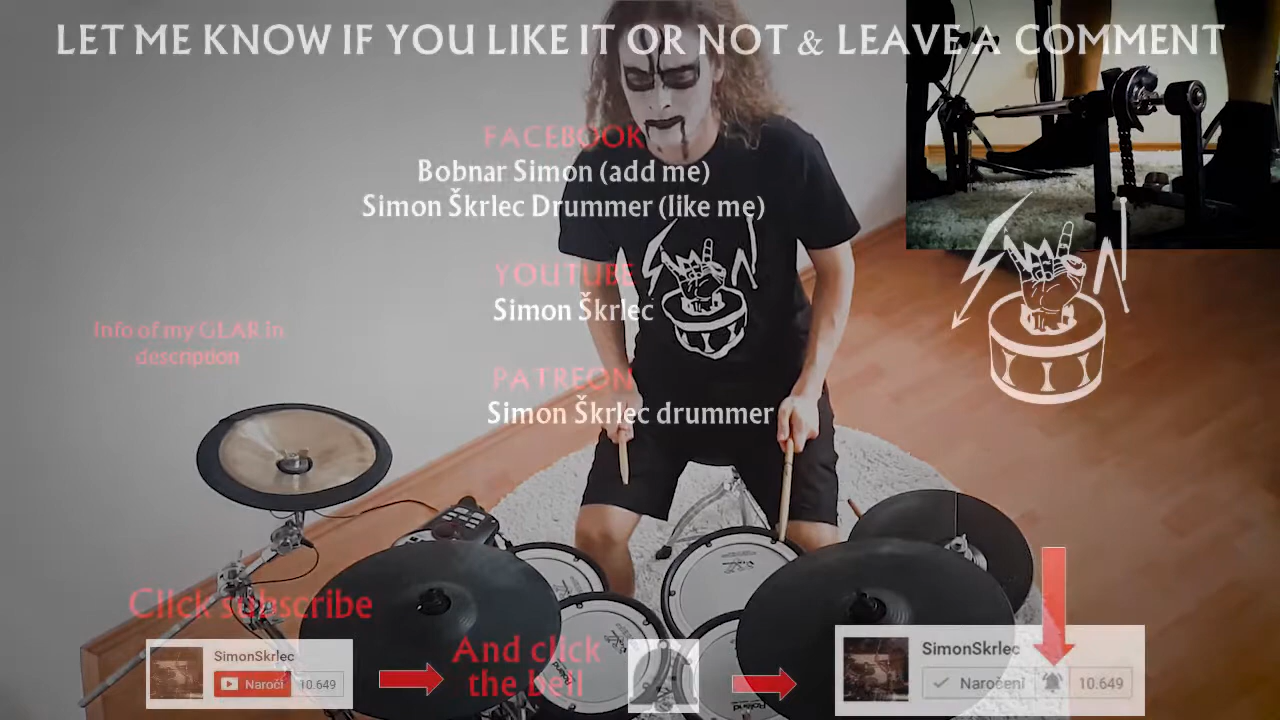 LET ME KNOW IF YOU LIKE IT OR NOT & LEAVE A COMMENT
FACEBOOK
Bobnar Simon (add me)
Simon Škrlec Drummer (like me)
YOUTUBE
Simon Škrlec
PATREON
Simon Škrlec drummer
Info of my GEAR in
description
Click subscribe
SimonSkrlec
Naroči 10.649
And click
the bell
SimonSkrlec
Naročeni 10.649
Roland